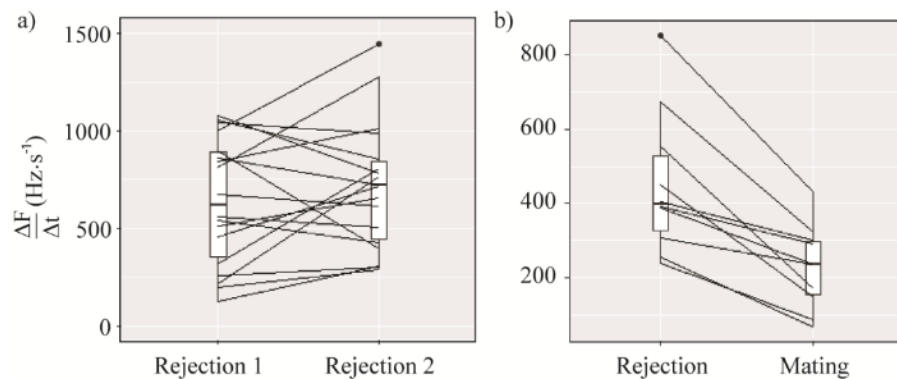 a)
1500
1000
500
0
ΔF
Δt
(Hz·s⁻¹)
Rejection 1
Rejection 2
b)
800
600
400
200
Rejection
Mating